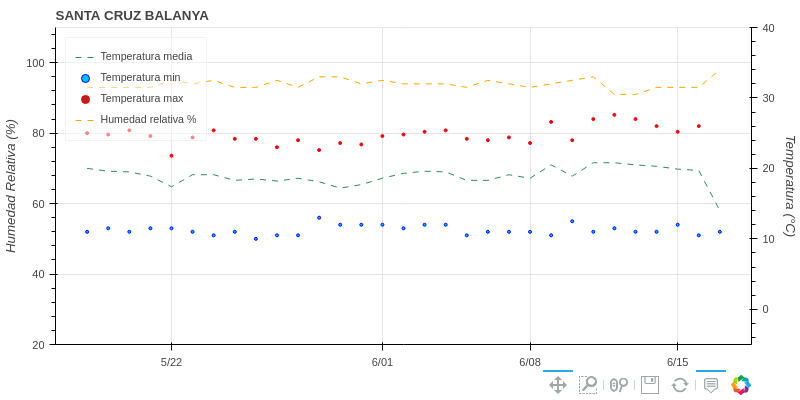 SANTA CRUZ BALANYA
Temperatura media
Temperatura min
Temperatura max
Humedad relativa %
Humedad Relativa (%)
100
80
60
40
20
Temperatura (°C)
40
30
20
10
0
5/22
6/01
6/08
6/15